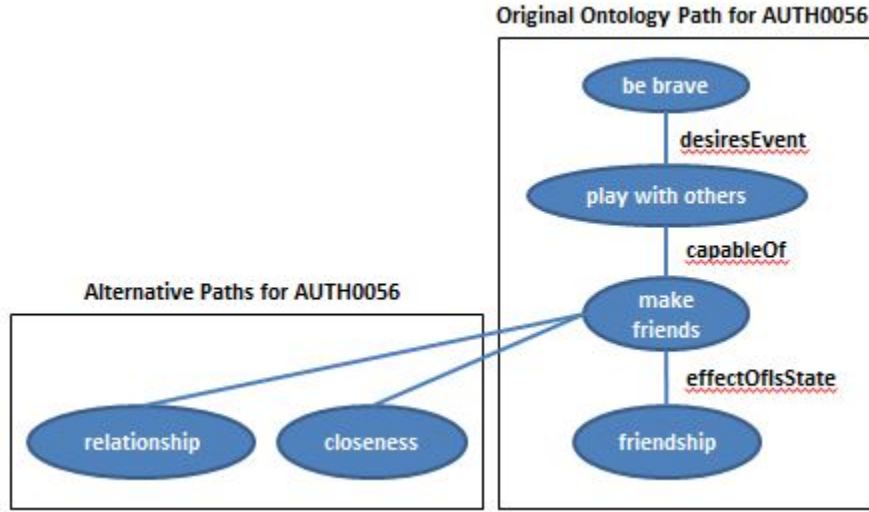 Original Ontology Path for AUTH0056
be brave
desiresEvent
play with others
capableOf
Alternative Paths for AUTH0056
make
friends
effectOfIsState
relationship
closeness
friendship